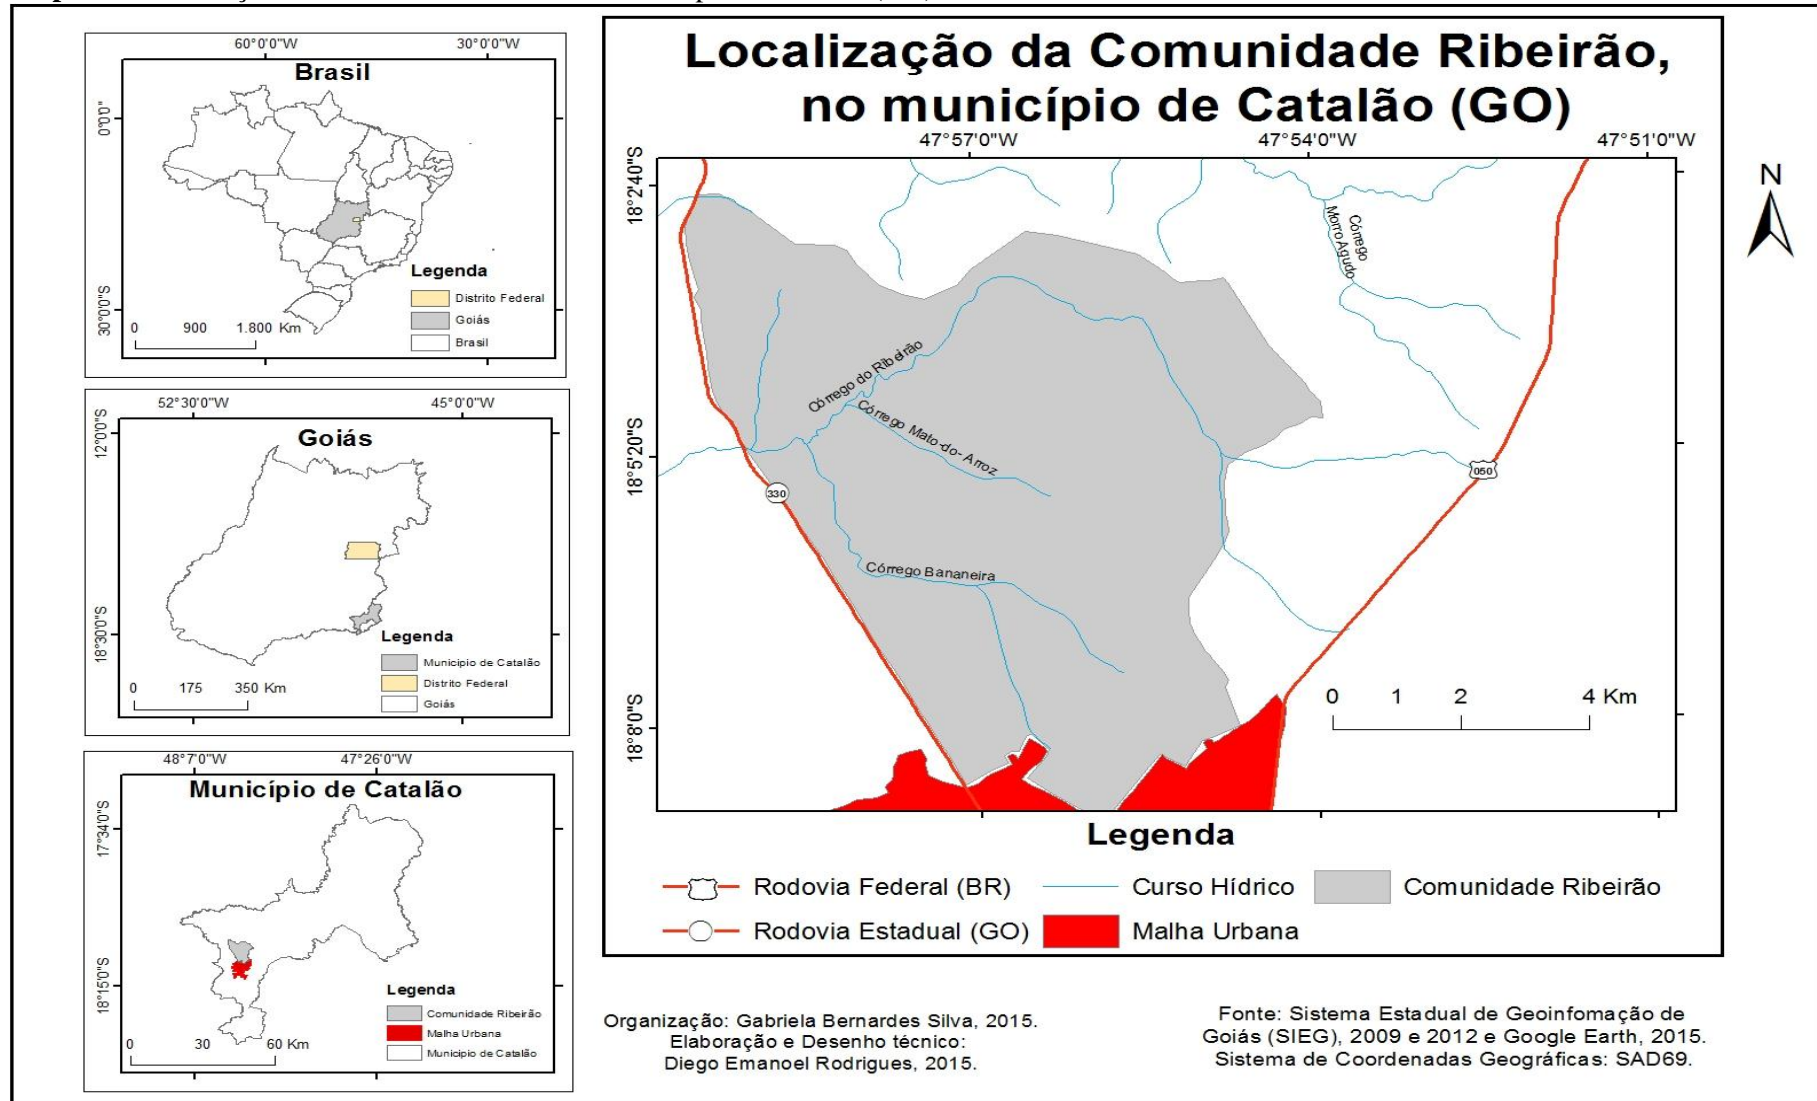 60°0'0"W 30°0'0"W
Brasil
0°0'0"
30°0'0"S
Legenda
Distrito Federal
Goiás
Brasil
0 900 1.800 Km
52°30'0"W 45°0'0"W
Goiás
12°0'0"S
18°30'0"S
Legenda
Municipio de Catalão
Distrito Federal
Goiás
0 175 350 Km
48°7'0"W 47°26'0"W
Município de Catalão
17°34'0"S
18°15'0"S
Legenda
Comunidade Ribeirão
Malha Urbana
Municipio de Catalão
0 30 60 Km
Localização da Comunidade Ribeirão,
no município de Catalão (GO)
47°57'0"W 47°54'0"W 47°51'0"W
18°2'40"S
18°5'20"S
18°8'0"S
N
Córrego
Morro Agudo
Córrego do Ribeirão
Córrego Mato-do-Arroz
Córrego Bananeira
330
050
0 1 2 4 Km
Legenda
Rodovia Federal (BR)
Curso Hídrico
Comunidade Ribeirão
Rodovia Estadual (GO)
Malha Urbana
Organização: Gabriela Bernardes Silva, 2015.
Elaboração e Desenho técnico:
Diego Emanoel Rodrigues, 2015.
Fonte: Sistema Estadual de Geoinfomação de
Goiás (SIEG), 2009 e 2012 e Google Earth, 2015.
Sistema de Coordenadas Geográficas: SAD69.